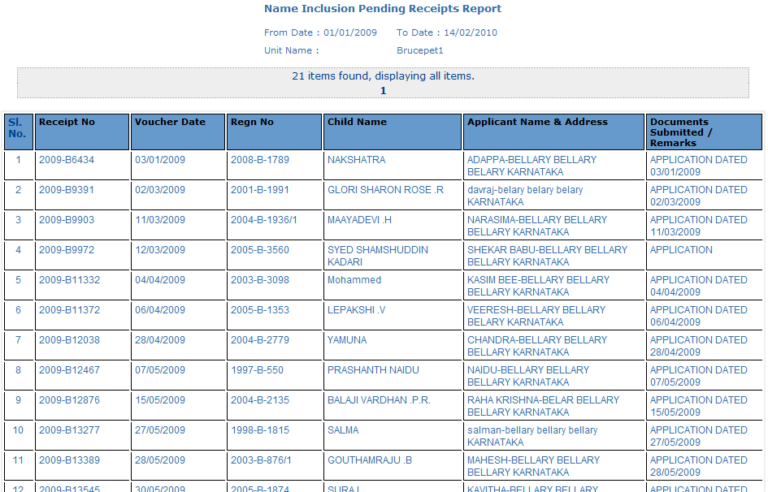 Name Inclusion Pending Receipts Report
From Date : 01/01/2009 To Date : 14/02/2010
Unit Name : Brucepet1
21 items found, displaying all items.
1
Sl. No. Receipt No Voucher Date Regn No Child Name Applicant Name & Address Documents Submitted / Remarks
1 2009-B6434 03/01/2009 2008-B-1789 NAKSHATRA ADAPPA-BELLARY BELLARY APPLICATION DATED
BELARY KARNATAKA 03/01/2009
2 2009-B9391 02/03/2009 2001-B-1991 GLORI SHARON ROSE .R davraj-belary belary belary APPLICATION DATED
KARNATAKA 02/03/2009
3 2009-B9903 11/03/2009 2004-B-1936/1 MAAYADEVI .H NARASIMA-BELLARY BELLARY APPLICATION DATED
BELLARY KARNATAKA 11/03/2009
4 2009-B9972 12/03/2009 2005-B-3560 SYED SHAMSHUDDIN SHEKAR BABU-BELLARY BELLARY APPLICATION
KADARI BELLARY KARNATAKA
5 2009-B11332 04/04/2009 2003-B-3098 Mohammed KASIM BEE-BELLARY BELLARY APPLICATION DATED
BELLARY KARNATAKA 04/04/2009
6 2009-B11372 06/04/2009 2005-B-1353 LEPAKSHI .V VEERESH-BELLARY BELLARY APPLICATION DATED
BELARY KARNATAKA 06/04/2009
7 2009-B12038 28/04/2009 2004-B-2779 YAMUNA CHANDRA-BELLARY BELLARY APPLICATION DATED
BELLARY KARNATAKA 28/04/2009
8 2009-B12467 07/05/2009 1997-B-550 PRASHANTH NAIDU NAIDU-BELLARY BELLARY APPLICATION DATED
BELLARY KARNATAKA 07/05/2009
9 2009-B12876 15/05/2009 2004-B-2135 BALAJI VARDHAN .P.R. RAHA KRISHNA-BELAR BELLARY APPLICATION DATED
BELLARY KARNATAKA 15/05/2009
10 2009-B13277 27/05/2009 1998-B-1815 SALMA salman-bellary bellary bellary APPLICATION DATED
KARNATAKA 27/05/2009
11 2009-B13389 28/05/2009 2003-B-876/1 GOUTHAMRAJU .B MAHESH-BELLARY BELLARY APPLICATION DATED
BELLARY KARNATAKA 28/05/2009
12 2009-B13545 30/05/2009 2005-B-1874 SURAJ KAVITHA-BELLARY BELLARY APPLICATION DATED